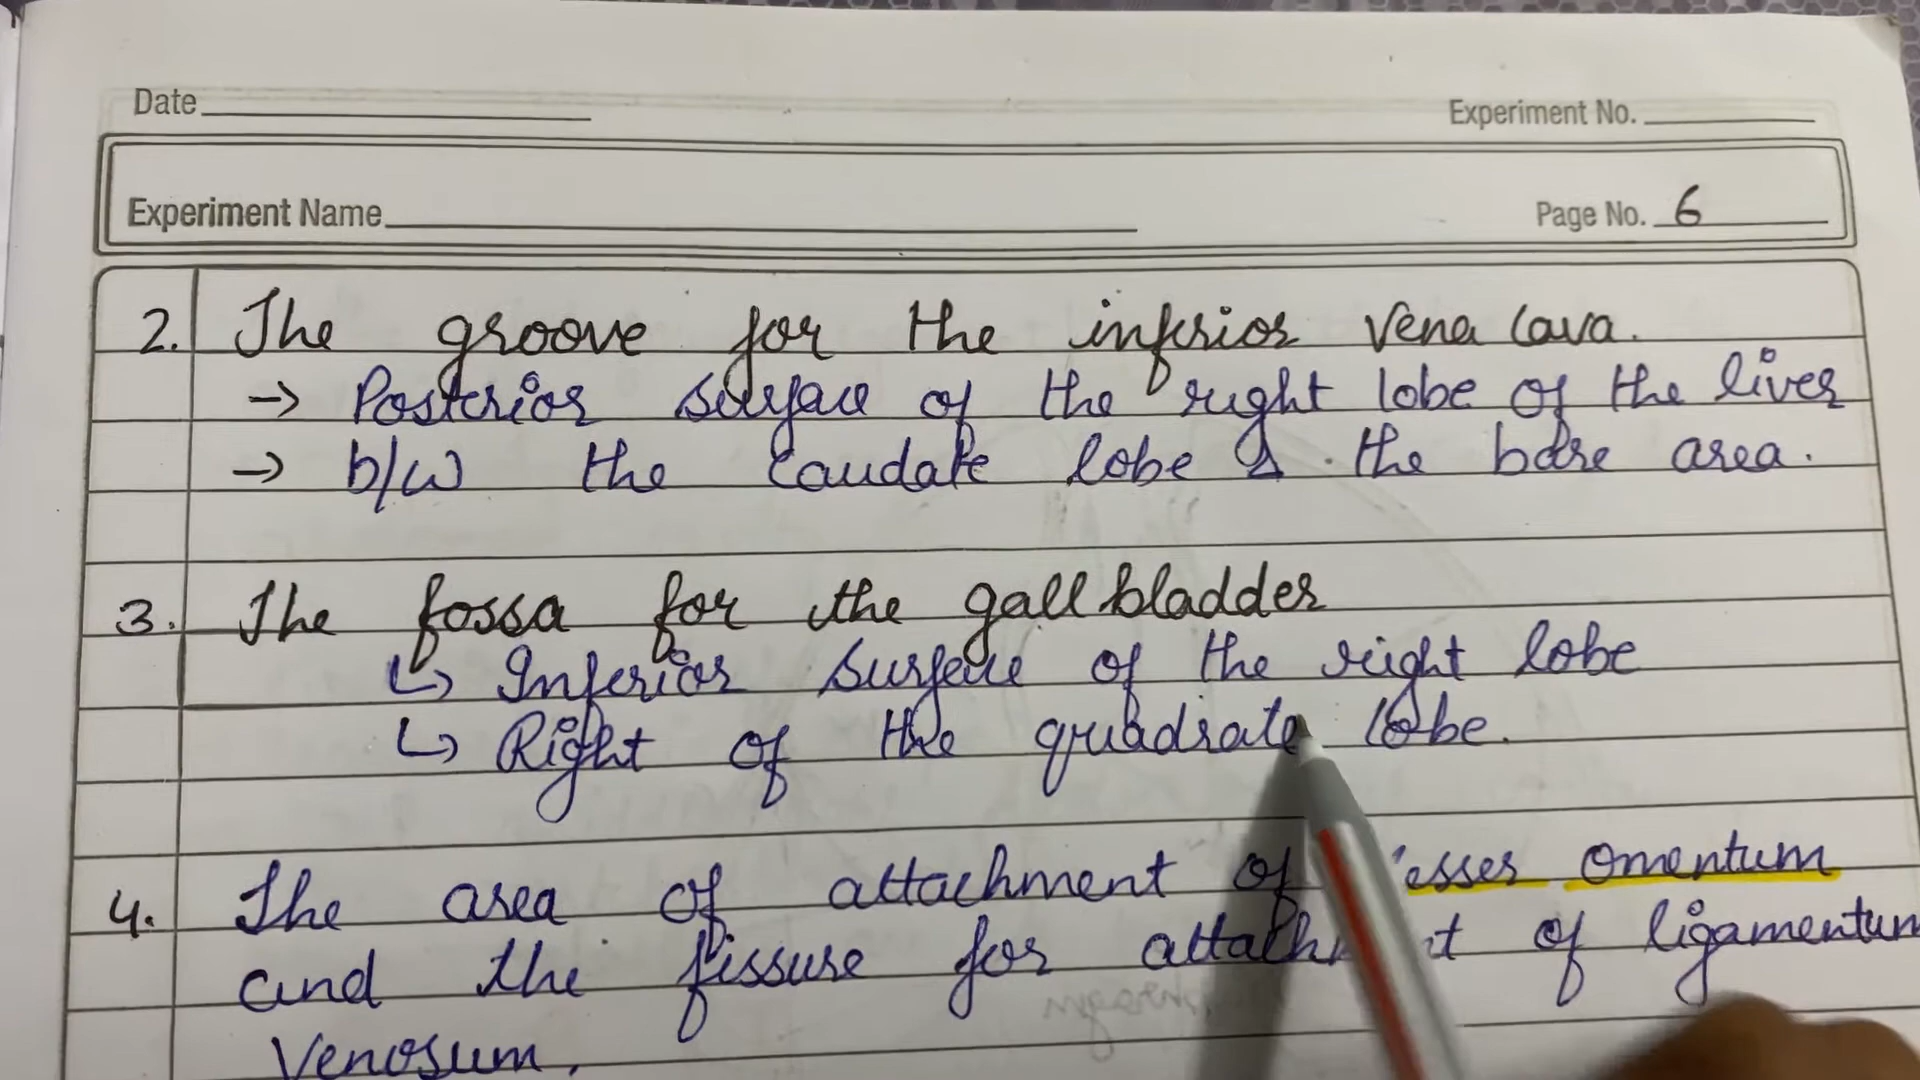 Date
Experiment No.
Experiment Name
Page No. 6
2. The groove for the inferior Vena Cava.
→ Posterior surface of the right lobe of the liver
→ b/w the Caudate lobe & the bare area.
3. The fossa for the gall bladder
↳ Inferior surface of the right lobe
↳ Right of the quadrate lobe.
4. The area of attachment of esser omentum
and the fissure for of ligamentum
Venosum.